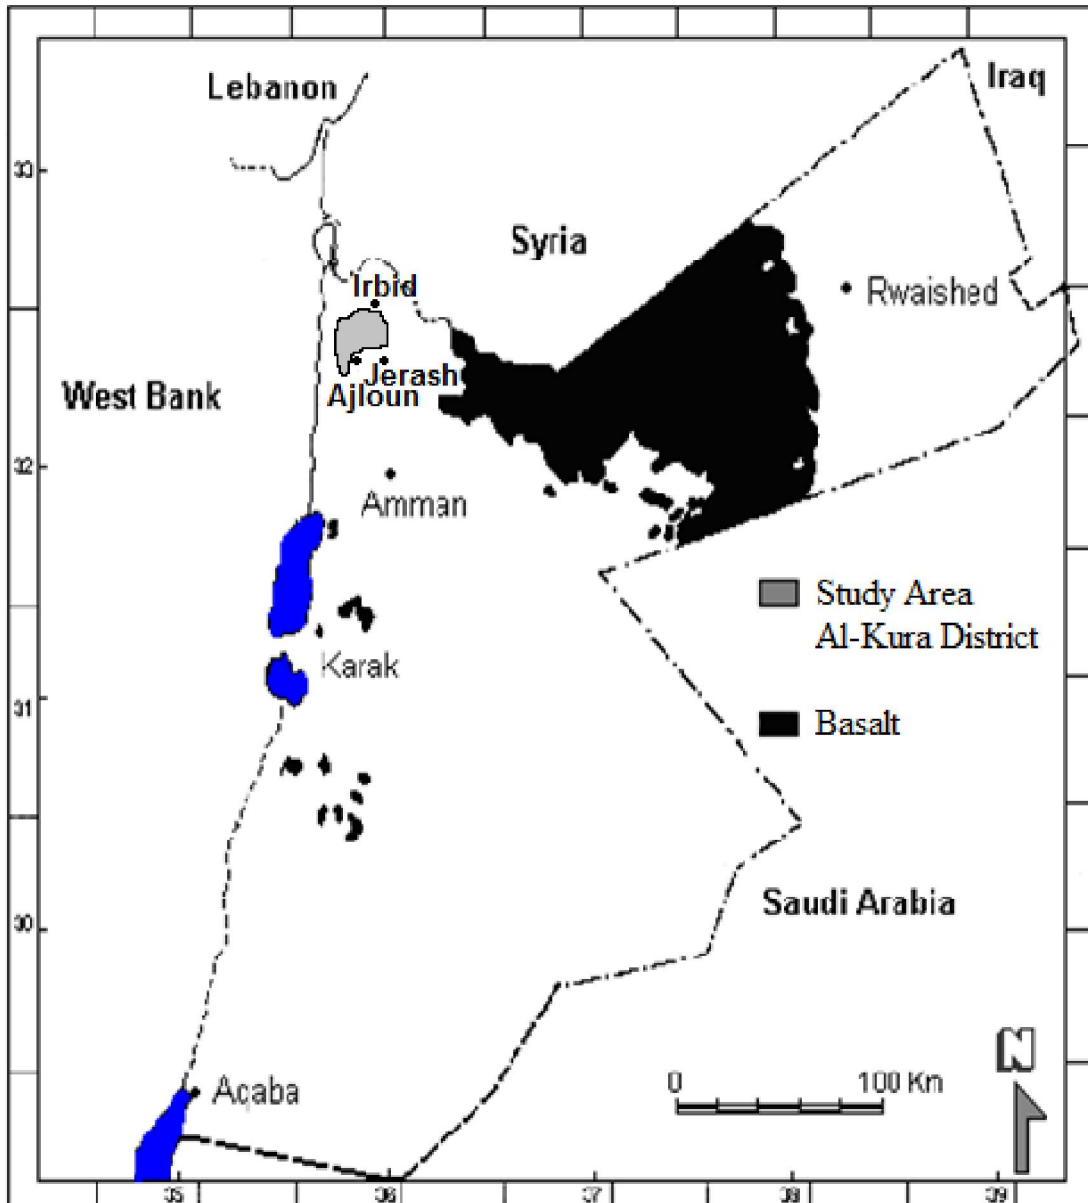 Lebanon
Iraq
33
Syria
Irbid
Rwaished
Jerash
West Bank
Ajloun
32
Amman
Study Area
Al-Kura District
Karak
31
Basalt
Saudi Arabia
30
N
0 100 Km
Aqaba
35 36 37 38 39